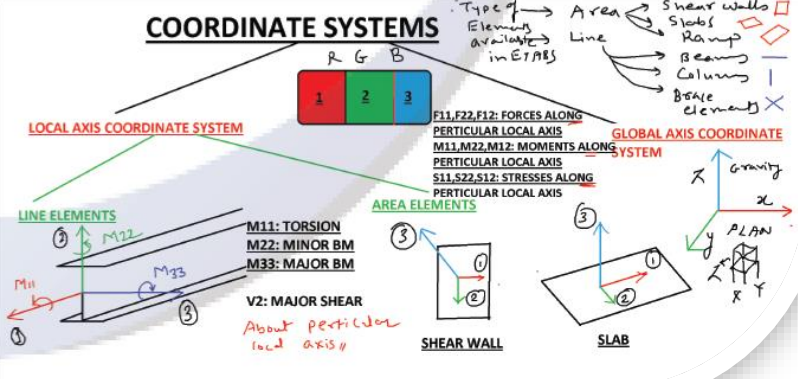 COORDINATE SYSTEMS
Type of
Elements
available
in ETABS
Area
Line
Shear walls
Slabs
Ramp
Beams
Columns
Brace
elements
R G B
1 2 3
LOCAL AXIS COORDINATE SYSTEM
F11,F22,F12: FORCES ALONG
PERTICULAR LOCAL AXIS
M11,M22,M12: MOMENTS ALONG
PERTICULAR LOCAL AXIS
S11,S22,S12: STRESSES ALONG
PERTICULAR LOCAL AXIS
GLOBAL AXIS COORDINATE
SYSTEM
Z Gravity
x
y
PLAN
Z
X Y
LINE ELEMENTS
2
M22
M11
M33
1
3
M11: TORSION
M22: MINOR BM
M33: MAJOR BM
V2: MAJOR SHEAR
About perticular
local axis
AREA ELEMENTS
3
1
2
SHEAR WALL
3
1
2
SLAB